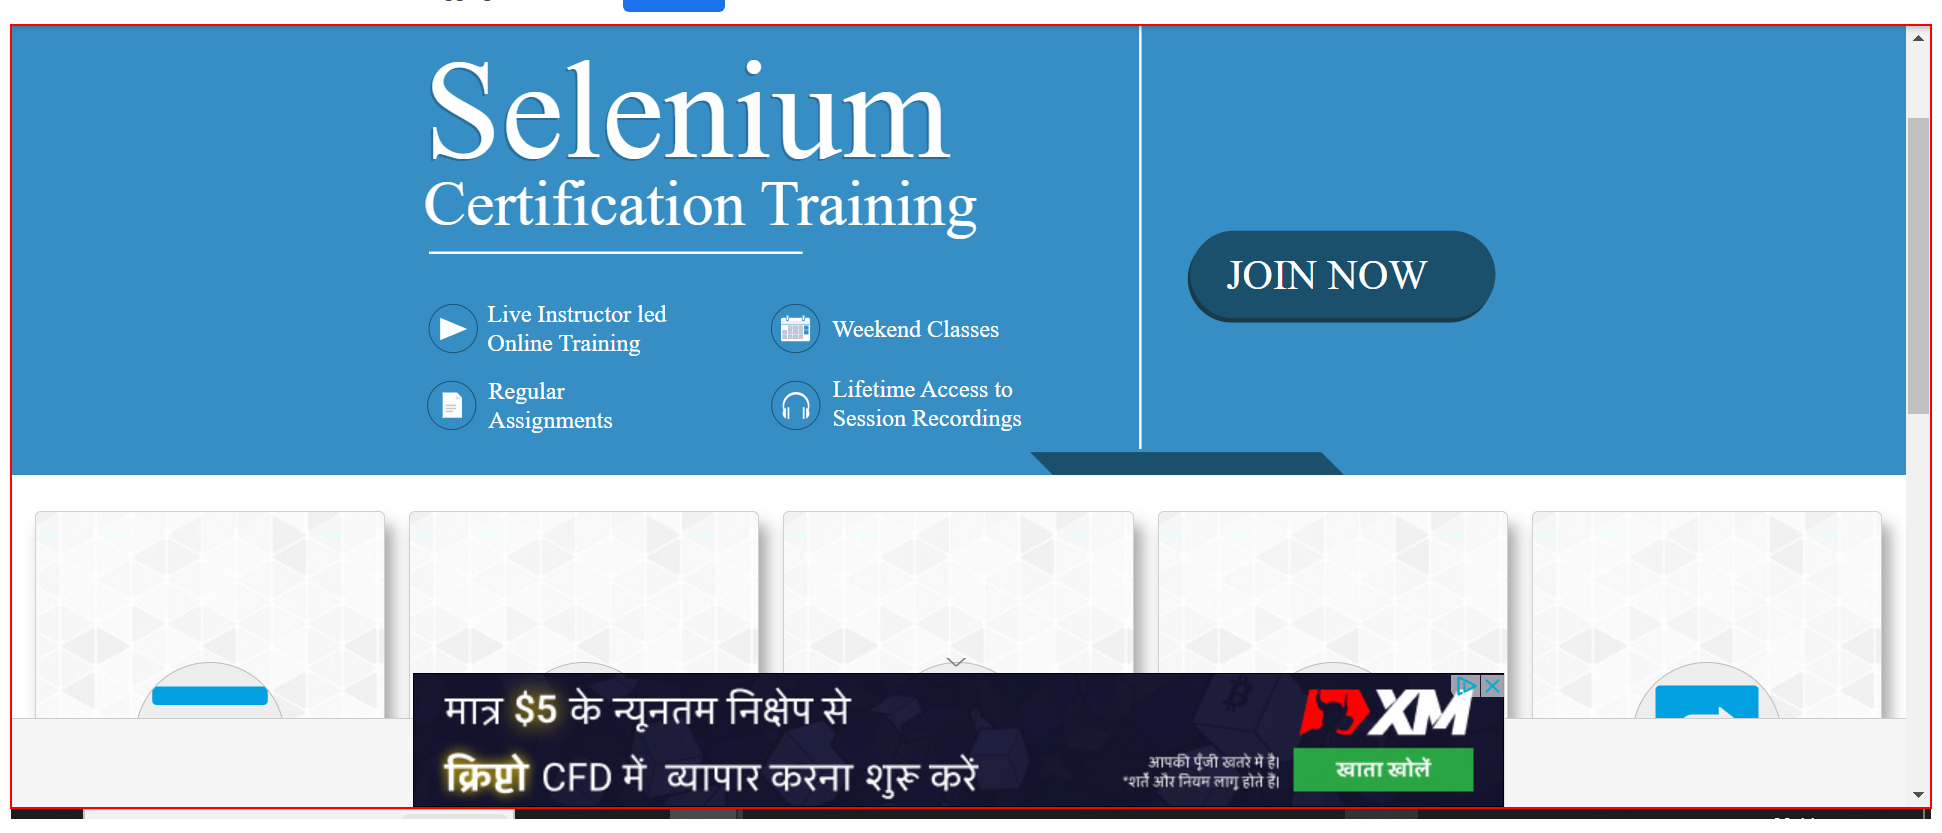 Selenium
Certification Training
Live Instructor led
Online Training
Weekend Classes
Regular
Assignments
Lifetime Access to
Session Recordings
JOIN NOW
मात्र $5 के न्यूनतम निक्षेप से
क्रिप्टो CFD में व्यापार करना शुरू करें
आपकी पूँजी खतरे में है।
*शर्तें और नियम लागू होते हैं।
XM
खाता खोलें